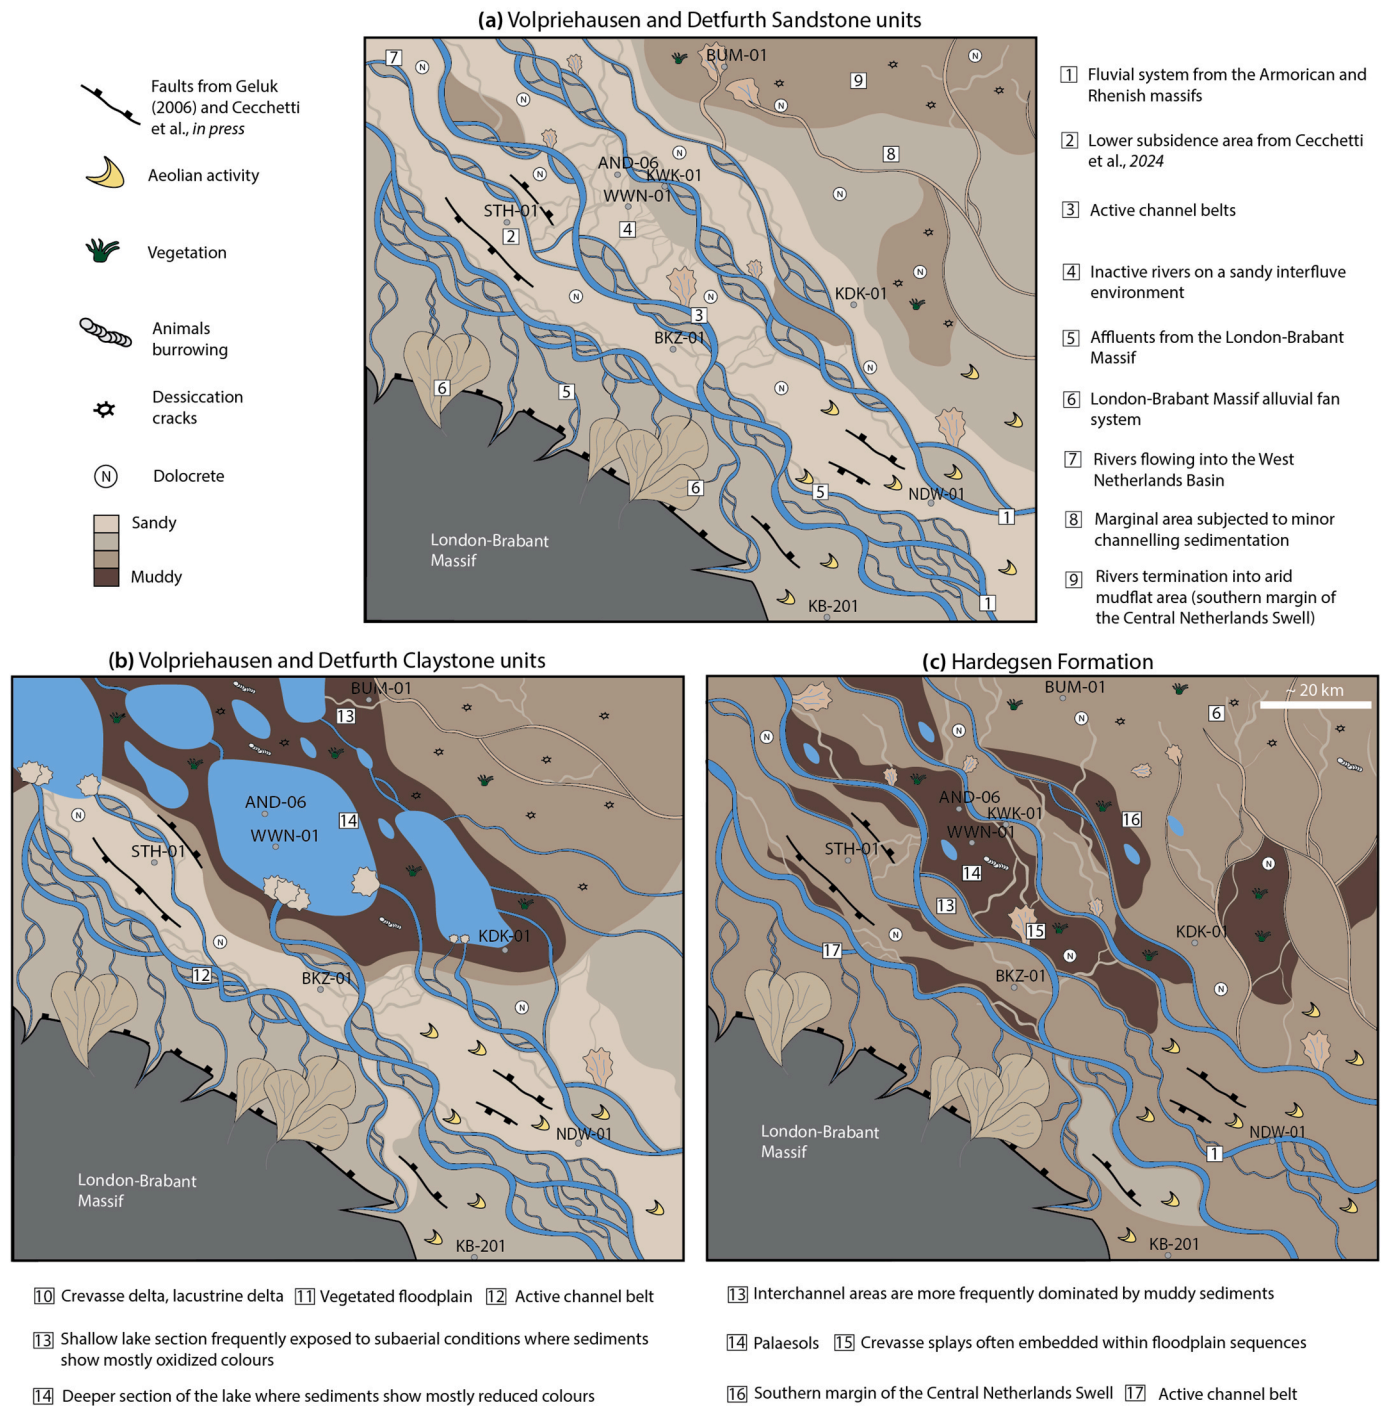 (a) Volpriehausen and Detfurth Sandstone units
Faults from Geluk
(2006) and Cecchetti
et al., in press
Aeolian activity
Vegetation
Animals
burrowing
Dessiccation
cracks
N
Dolocrete
Sandy
Muddy
7
N
BUM-01
N
9
N
N
8
N
AND-06
KWK-01
N
WWN-01
N
STH-01
2
4
N
N
N
KDK-01
3
BKZ-01
N
6
5
N
6
5
NDW-01
1
London-Brabant
Massif
KB-201
1
1 Fluvial system from the Armorican and
Rhenish massifs
2 Lower subsidence area from Cecchetti
et al., 2024
3 Active channel belts
4 Inactive rivers on a sandy interfluve
environment
5 Affluents from the London-Brabant
Massif
6 London-Brabant Massif alluvial fan
system
7 Rivers flowing into the West
Netherlands Basin
8 Marginal area subjected to minor
channelling sedimentation
9 Rivers termination into arid
mudflat area (southern margin of
the Central Netherlands Swell)
(b) Volpriehausen and Detfurth Claystone units
BUM-01
13
AND-06
14
N
WWN-01
STH-01
KDK-01
N
12
BKZ-01
N
NDW-01
London-Brabant
Massif
KB-201
10 Crevasse delta, lacustrine delta 11 Vegetated floodplain 12 Active channel belt
13 Shallow lake section frequently exposed to subaerial conditions where sediments
show mostly oxidized colours
14 Deeper section of the lake where sediments show mostly reduced colours
(c) Hardegsen Formation
BUM-01
~ 20 km
6
N
N
N
AND-06
KWK-01
16
WWN-01
STH-01
14
N
13
15
KDK-01
N
17
N
BKZ-01
N
London-Brabant
Massif
NDW-01
1
KB-201
13 Interchannel areas are more frequently dominated by muddy sediments
14 Palaesols 15 Crevasse splays often embedded within floodplain sequences
16 Southern margin of the Central Netherlands Swell 17 Active channel belt